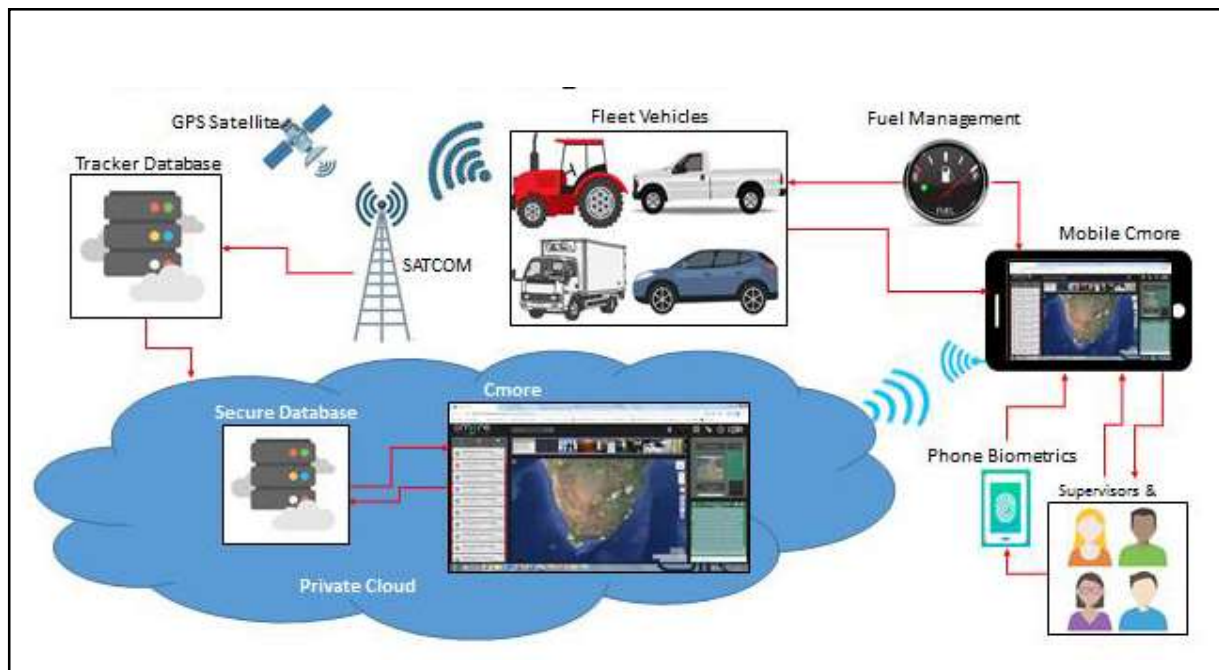 GPS Satellite
Fleet Vehicles
Fuel Management
Tracker Database
FUEL
SATCOM
Mobile Cmore
Cmore
Secure Database
Phone Biometrics
Supervisors &
Private Cloud